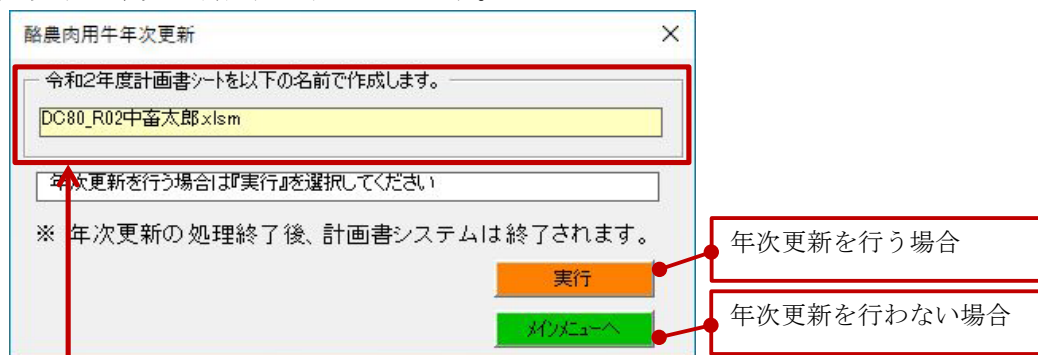 酪農肉用牛年次更新
令和2年度計画書シートを以下の名前で作成します。
DC80_R02中畜太郎.xlsm
年次更新を行う場合は『実行』を選択してください
※ 年次更新の処理終了後、計画書システムは終了されます。
年次更新を行う場合
実行
年次更新を行わない場合
メインメニューへ